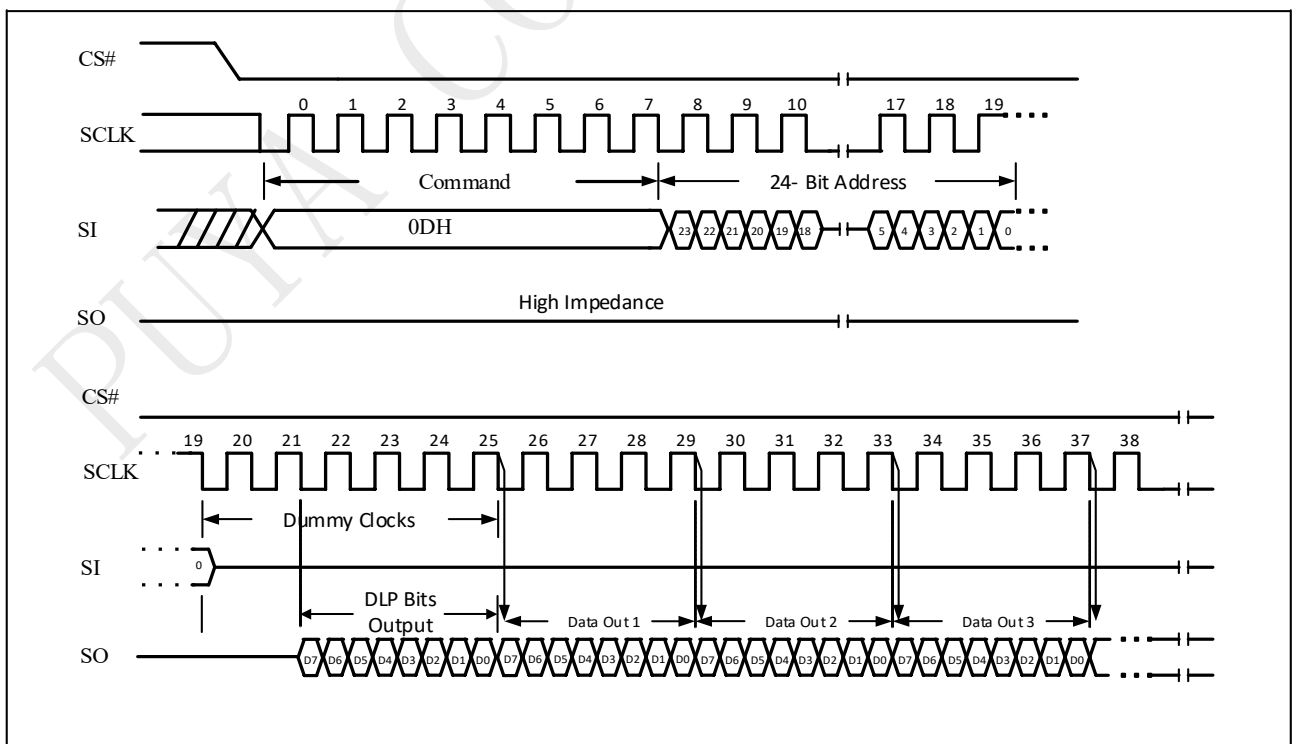 PUYA CO
CS#
0 1 2 3 4 5 6 7 8 9 10 17 18 19
SCLK
Command 24- Bit Address
SI 0DH 23 22 21 20 19 18 5 4 3 2 1 0
High Impedance
SO
CS#
19 20 21 22 23 24 25 26 27 28 29 30 31 32 33 34 35 36 37 38
SCLK
Dummy Clocks
SI 0
DLP Bits
Output Data Out 1 Data Out 2 Data Out 3
SO D7 D6 D5 D4 D3 D2 D1 D0 D7 D6 D5 D4 D3 D2 D1 D0 D7 D6 D5 D4 D3 D2 D1 D0 D7 D6 D5 D4 D3 D2 D1 D0